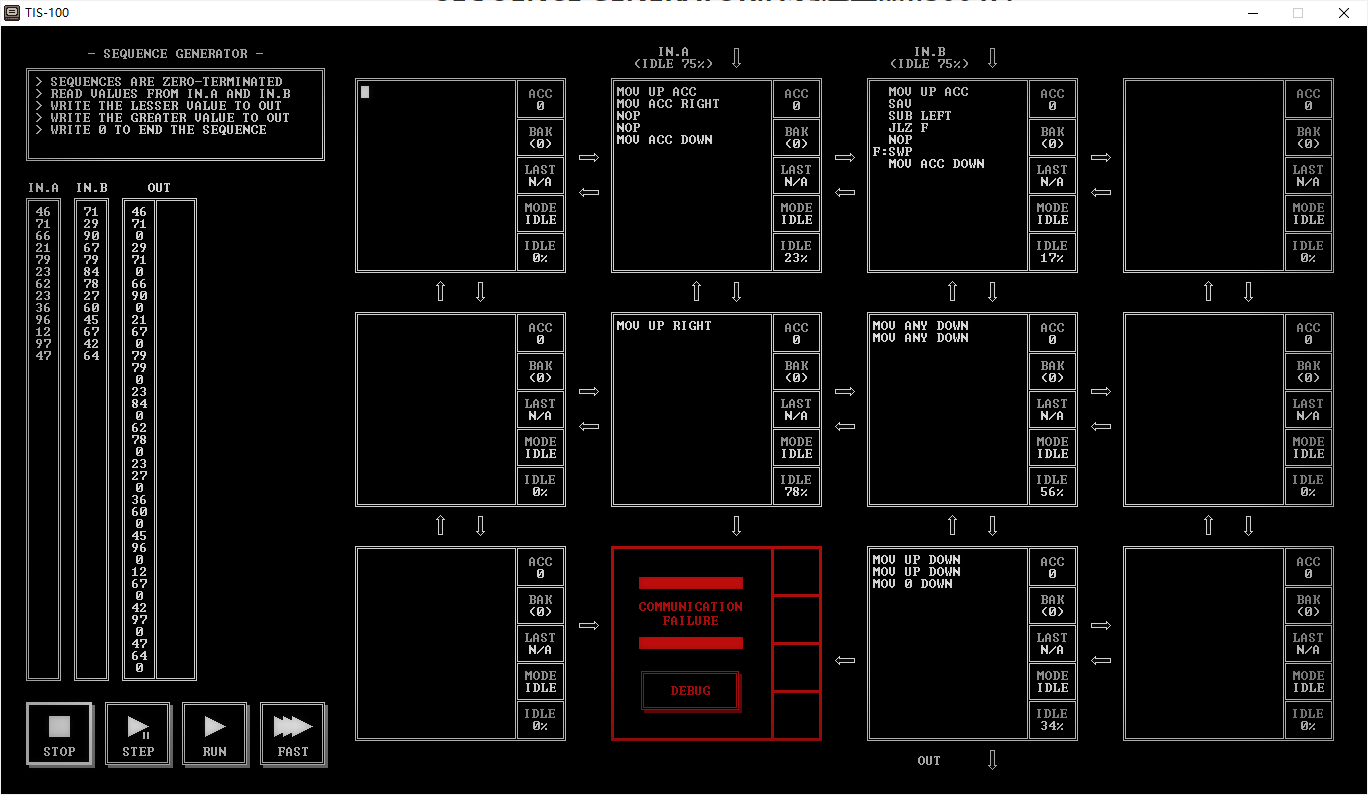 TIS-100
- SEQUENCE GENERATOR -
> SEQUENCES ARE ZERO-TERMINATED
> READ VALUES FROM IN.A AND IN.B
> WRITE THE LESSER VALUE TO OUT
> WRITE THE GREATER VALUE TO OUT
> WRITE 0 TO END THE SEQUENCE
IN.A IN.B OUT
46 71 46
71 29 71
66 90 0
21 67 29
79 79 71
23 84 0
62 78 66
23 27 90
36 60 0
96 45 21
12 67 67
97 42 0
47 64 79
79
0
23
84
0
62
78
0
23
27
0
36
60
0
45
96
0
12
67
0
42
97
0
47
64
0
STOP
STEP
RUN
FAST
ACC
0
BAK
(0)
LAST
N/A
MODE
IDLE
IDLE
0%
IN.A
(IDLE 75%)
MOV UP ACC
MOV ACC RIGHT
NOP
NOP
MOV ACC DOWN
ACC
0
BAK
(0)
LAST
N/A
MODE
IDLE
IDLE
23%
IN.B
(IDLE 75%)
MOV UP ACC
SAV
SUB LEFT
JLZ F
NOP
F:SWP
MOV ACC DOWN
ACC
0
BAK
(0)
LAST
N/A
MODE
IDLE
IDLE
17%
ACC
0
BAK
(0)
LAST
N/A
MODE
IDLE
IDLE
0%
ACC
0
BAK
(0)
LAST
N/A
MODE
IDLE
IDLE
0%
MOV UP RIGHT
ACC
0
BAK
(0)
LAST
N/A
MODE
IDLE
IDLE
78%
MOV ANY DOWN
MOV ANY DOWN
ACC
0
BAK
(0)
LAST
N/A
MODE
IDLE
IDLE
56%
ACC
0
BAK
(0)
LAST
N/A
MODE
IDLE
IDLE
0%
ACC
0
BAK
(0)
LAST
N/A
MODE
IDLE
IDLE
0%
COMMUNICATION
FAILURE
DEBUG
MOV UP DOWN
MOV UP DOWN
MOV 0 DOWN
ACC
0
BAK
(0)
LAST
N/A
MODE
IDLE
IDLE
34%
OUT
ACC
0
BAK
(0)
LAST
N/A
MODE
IDLE
IDLE
0%